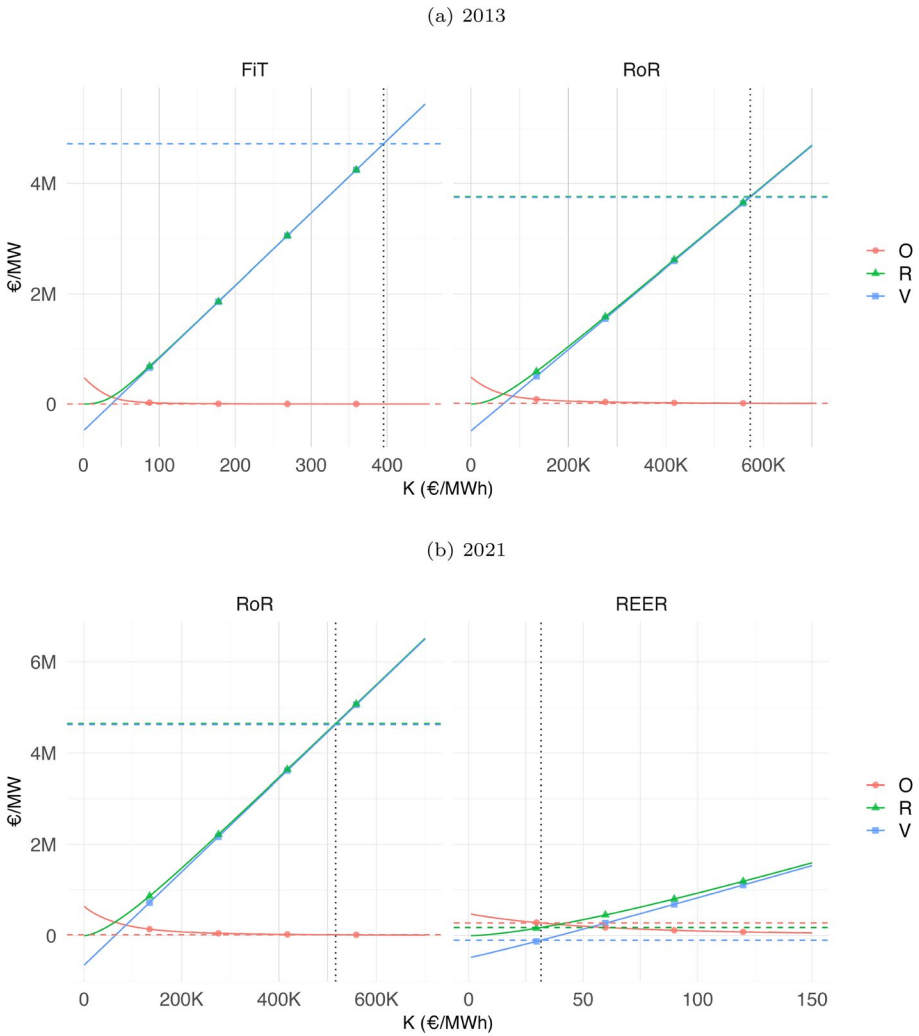 (a) 2013
FiT
RoR
€/MW
4M
2M
0
0 100 200 300 400
0 200K 400K 600K
K (€/MWh)
O
R
V
(b) 2021
RoR
REER
€/MW
6M
4M
2M
0
0 200K 400K 600K
0 50 100 150
K (€/MWh)
O
R
V